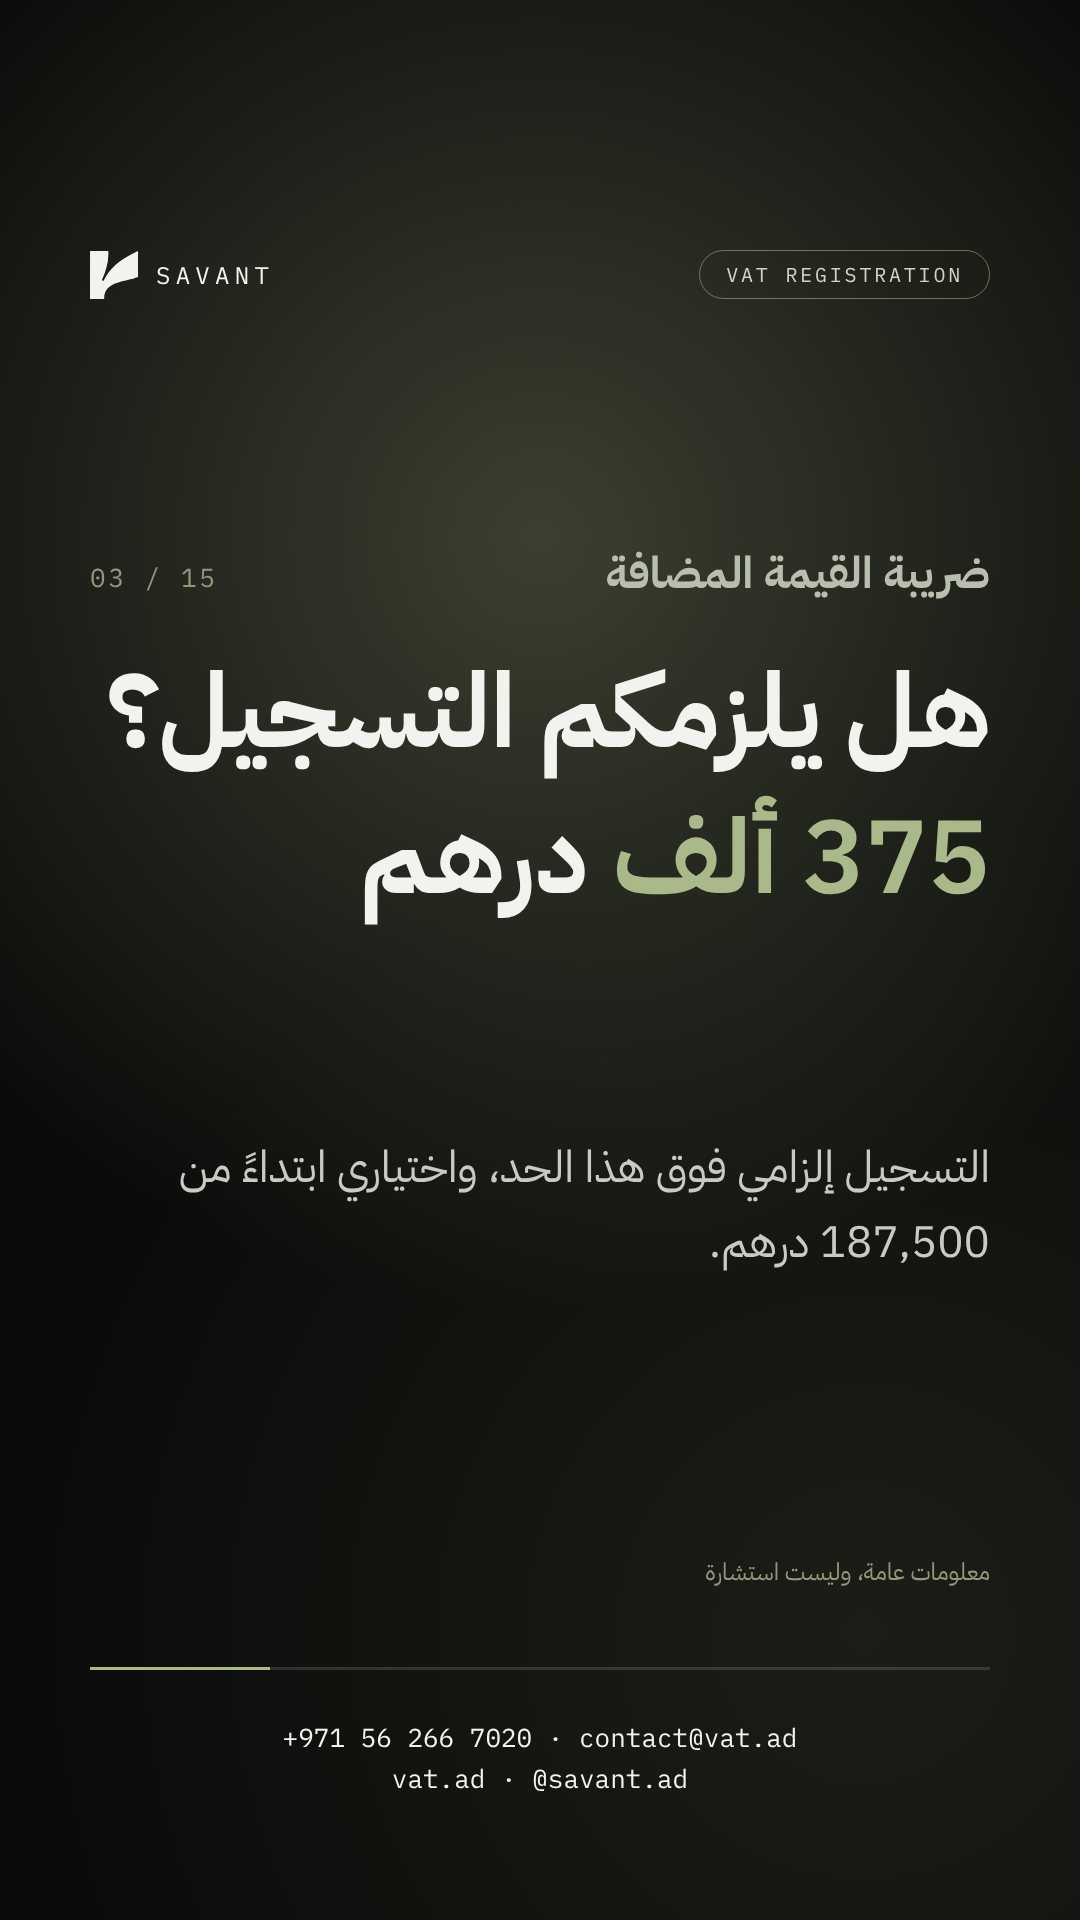 SAVANT
VAT REGISTRATION
03 / 15
ضريبة القيمة المضافة
هل يلزمكم التسجيل؟
375 ألف درهم
التسجيل إلزامي فوق هذا الحد، واختياري ابتداءً من
187,500 درهم.
معلومات عامة، وليست استشارة
+971 56 266 7020 · contact@vat.ad
vat.ad · @savant.ad